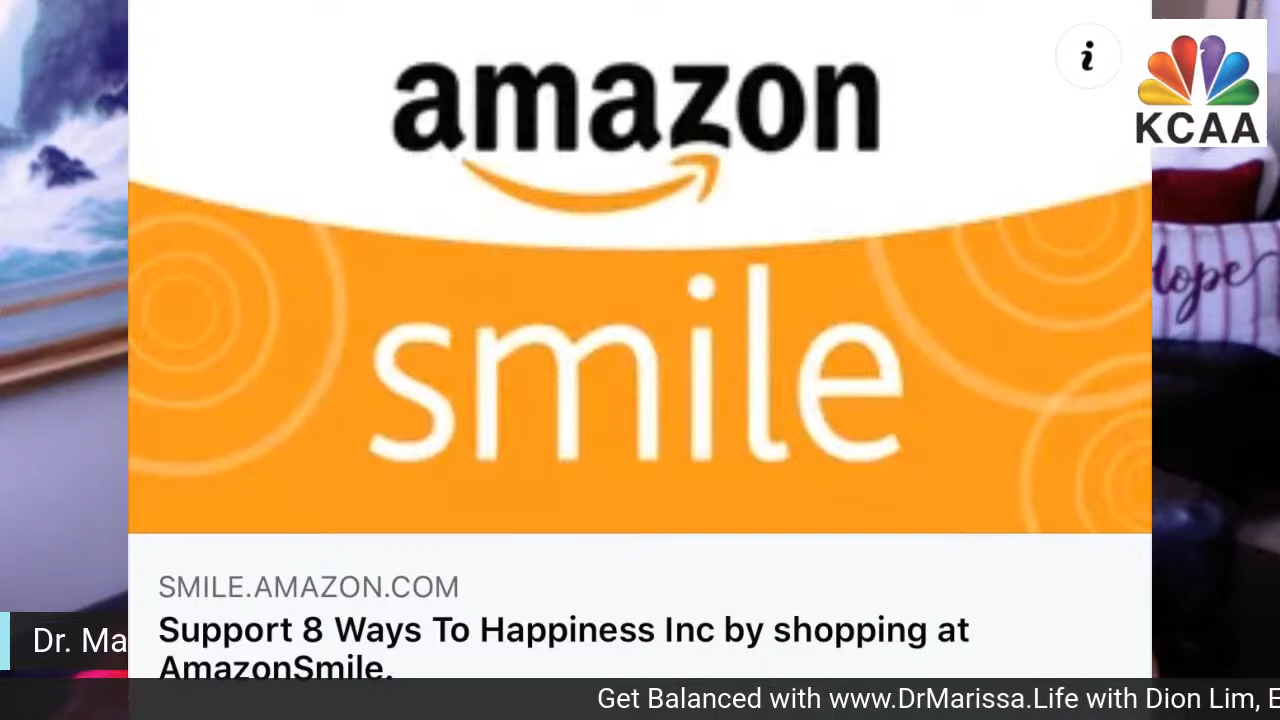 amazon
i
KCAA
smile
lope
SMILE.AMAZON.COM
Support 8 Ways To Happiness Inc by shopping at
AmazonSmile.
Dr. Ma
Get Balanced with www.DrMarissa.Life with Dion Lim, E